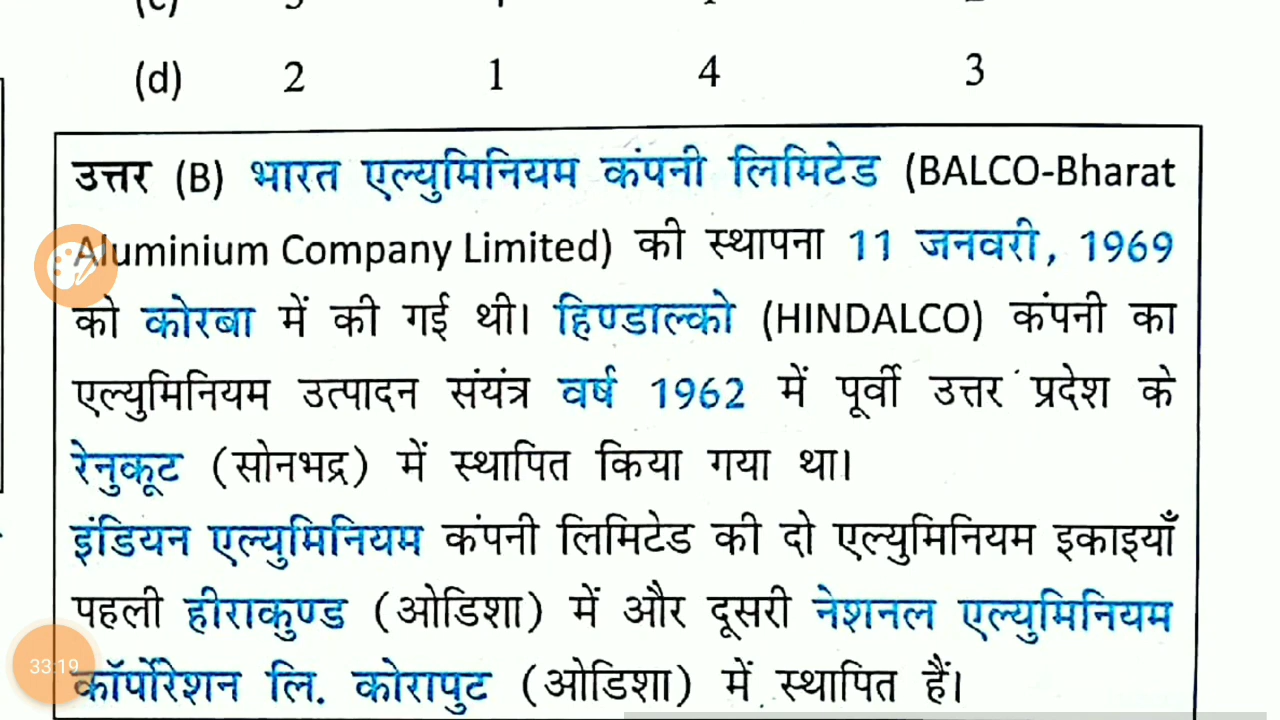 (d) 2 1 4 3
उत्तर (B) भारत एल्युमिनियम कंपनी लिमिटेड (BALCO-Bharat
Aluminium Company Limited) की स्थापना 11 जनवरी, 1969
को कोरबा में की गई थी। हिण्डाल्को (HINDALCO) कंपनी का
एल्युमिनियम उत्पादन संयंत्र वर्ष 1962 में पूर्वी उत्तर प्रदेश के
रेनुकूट (सोनभद्र) में स्थापित किया गया था।
इंडियन एल्युमिनियम कंपनी लिमिटेड की दो एल्युमिनियम इकाइयाँ
पहली हीराकुण्ड (ओडिशा) में और दूसरी नेशनल एल्युमिनियम
33:19
कॉर्पोरेशन लि. कोरापुट (ओडिशा) में स्थापित हैं।